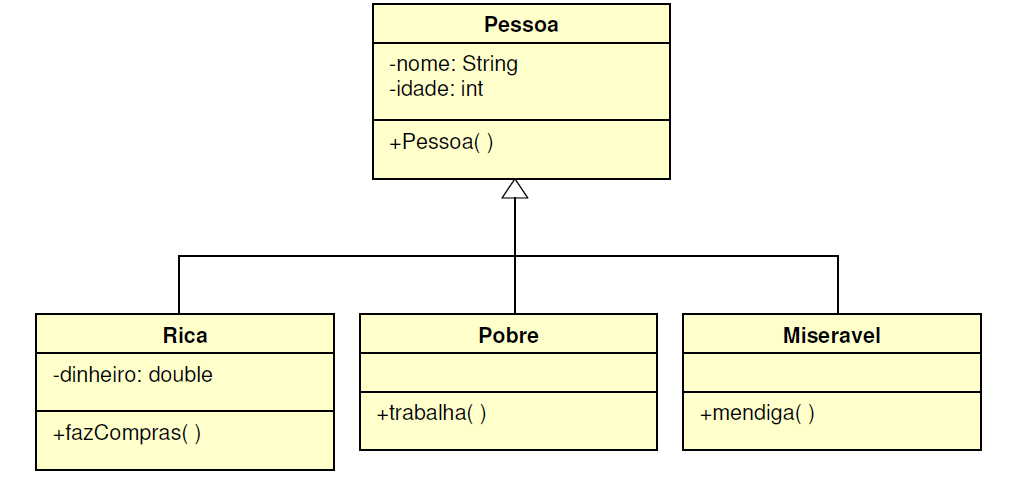 Pessoa
-nome: String
-idade: int
+Pessoa( )
Rica
-dinheiro: double
+fazCompras( )
Pobre
+trabalha( )
Miseravel
+mendiga( )